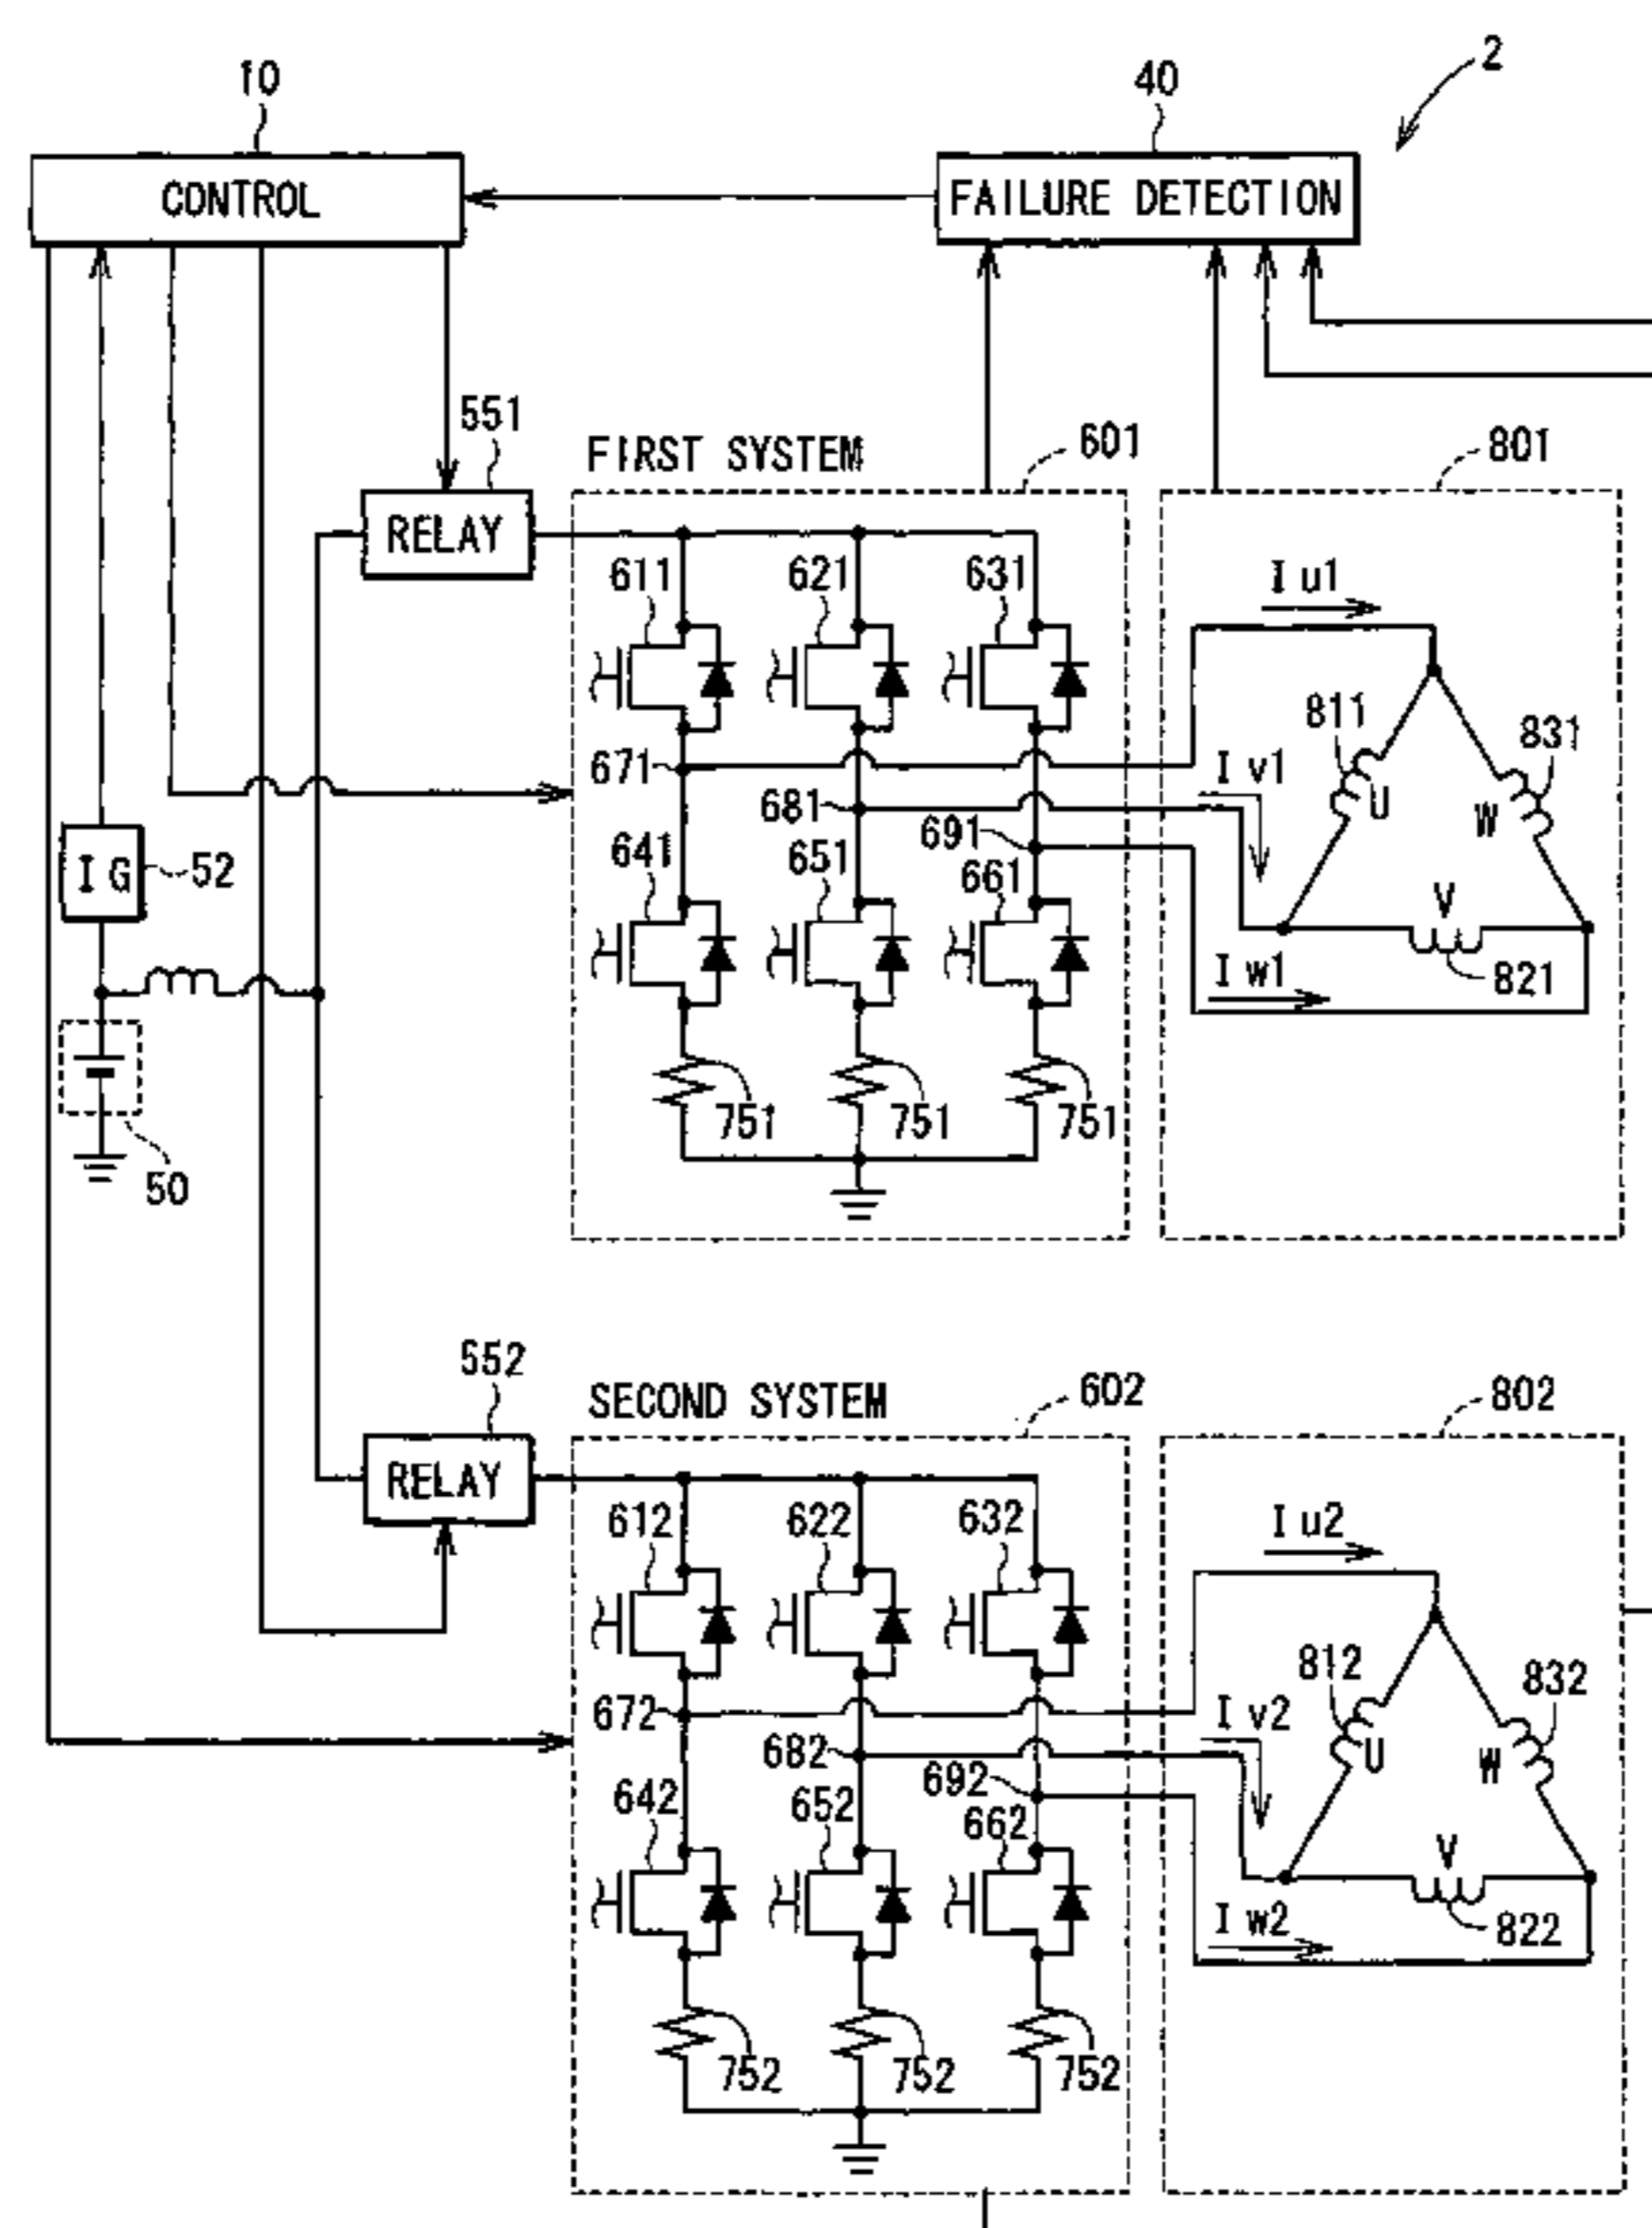 10
40
2
CONTROL
FAILURE DETECTION
551
FIRST SYSTEM
601
801
RELAY
611
621
631
I u1
811
831
671
I v1
U
681
W
691
641
651
661
V
I G
52
I w1
821
50
751
751
751
552
SECOND SYSTEM
602
802
RELAY
612
622
632
I u2
812
832
672
I v2
U
682
W
692
642
652
662
V
I w2
822
752
752
752